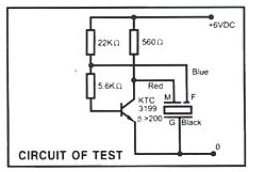 +6VDC
22KΩ
560Ω
Blue
5.6KΩ
Red
KTC
3199
β>200
M
F
G
Black
0
CIRCUIT OF TEST